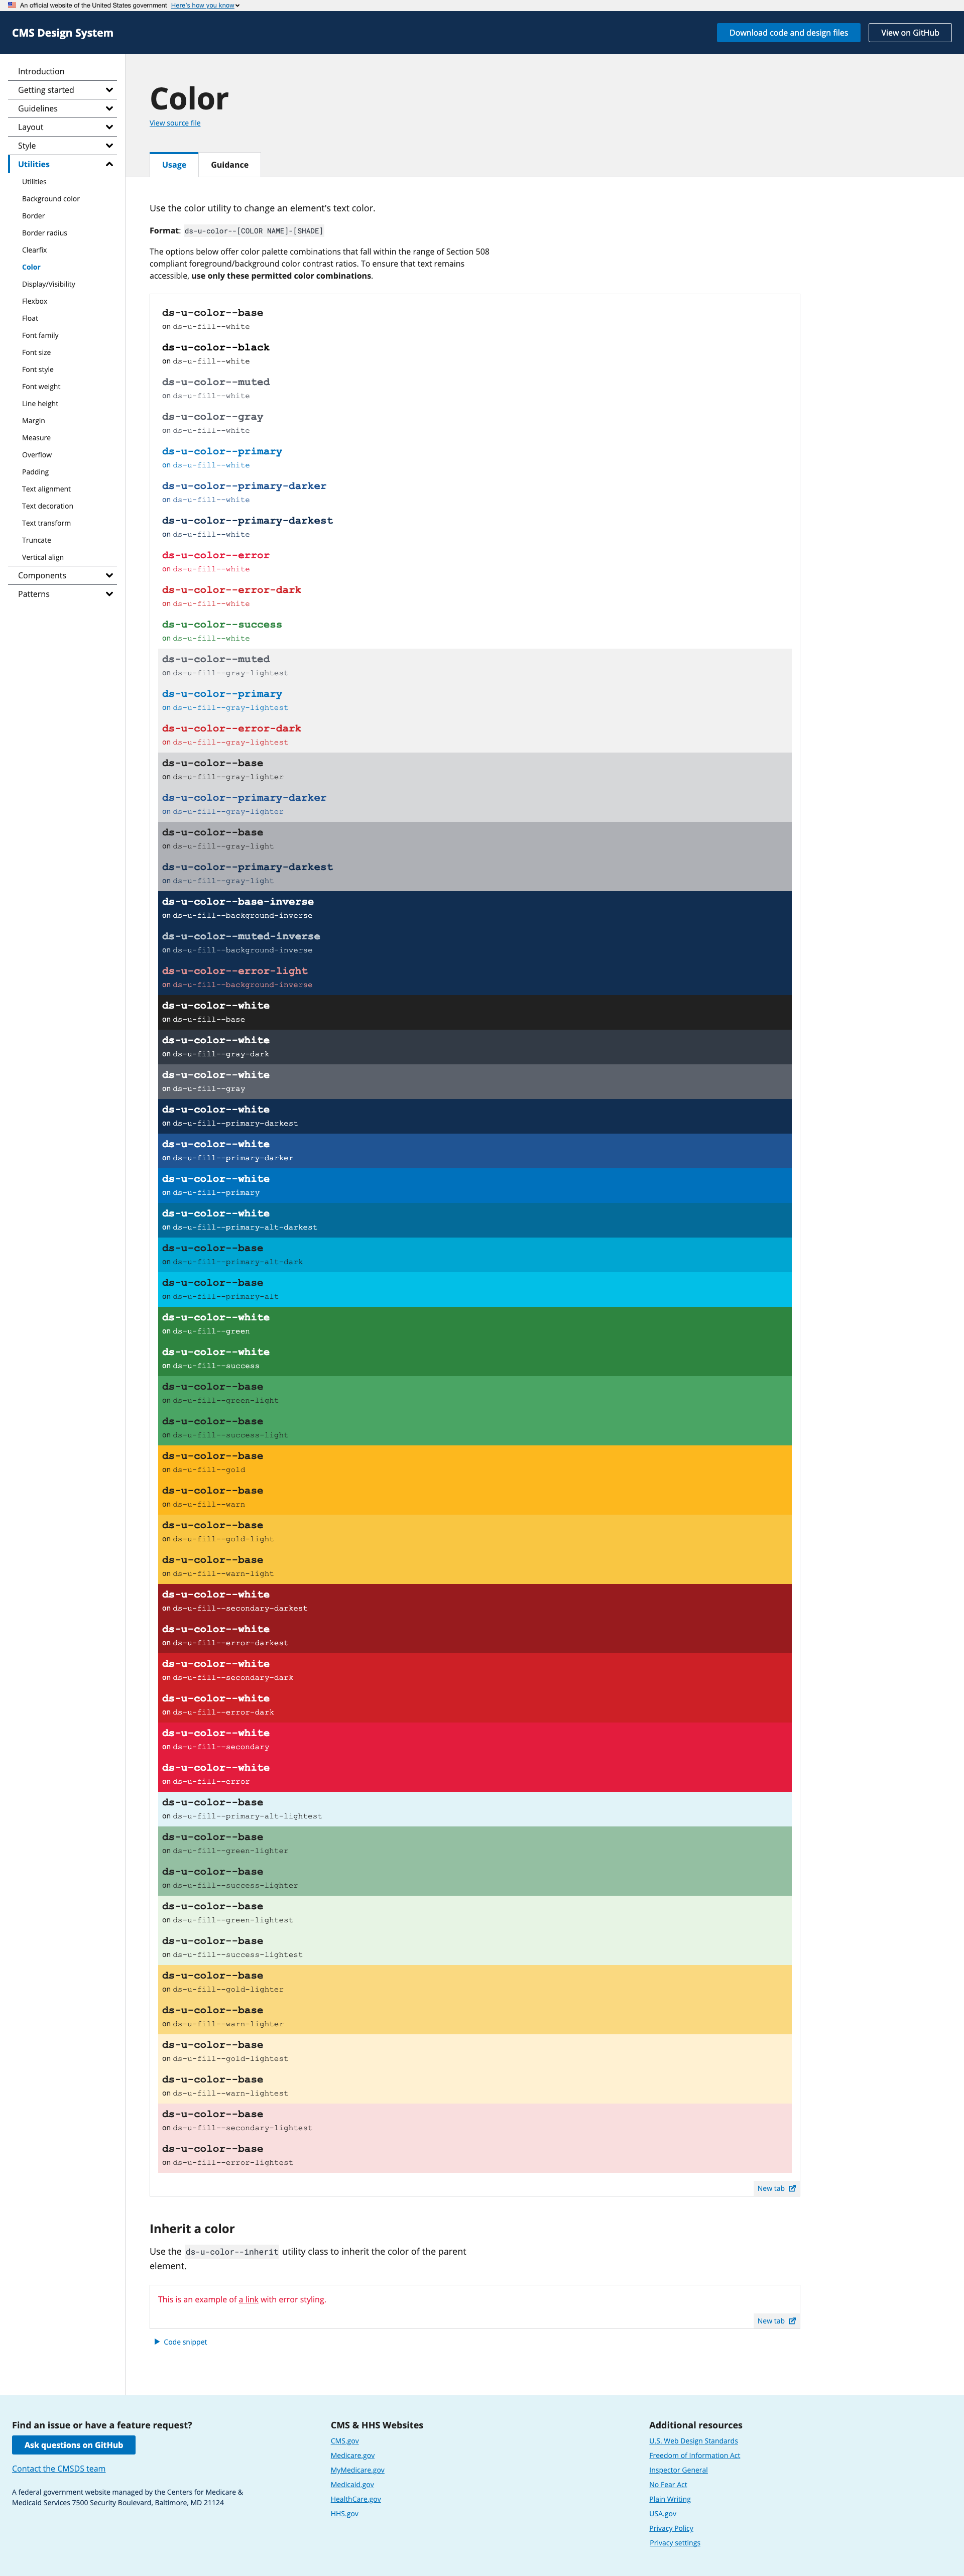 An official website of the United States government Here's how you know
CMS Design System
Download code and design files
View on GitHub
Introduction
Getting started
Guidelines
Layout
Style
Utilities
Utilities
Background color
Border
Border radius
Clearfix
Color
Display/Visibility
Flexbox
Float
Font family
Font size
Font style
Font weight
Line height
Margin
Measure
Overflow
Padding
Text alignment
Text decoration
Text transform
Truncate
Vertical align
Components
Patterns
Color
View source file
Usage
Guidance
Use the color utility to change an element's text color.
Format: ds-u-color--[COLOR NAME]-[SHADE]
The options below offer color palette combinations that fall within the range of Section 508
compliant foreground/background color contrast ratios. To ensure that text remains
accessible, use only these permitted color combinations.
ds-u-color--base
on ds-u-fill--white
ds-u-color--black
on ds-u-fill--white
ds-u-color--muted
on ds-u-fill--white
ds-u-color--gray
on ds-u-fill--white
ds-u-color--primary
on ds-u-fill--white
ds-u-color--primary-darker
on ds-u-fill--white
ds-u-color--primary-darkest
on ds-u-fill--white
ds-u-color--error
on ds-u-fill--white
ds-u-color--error-dark
on ds-u-fill--white
ds-u-color--success
on ds-u-fill--white
ds-u-color--muted
on ds-u-fill--gray-lightest
ds-u-color--primary
on ds-u-fill--gray-lightest
ds-u-color--error-dark
on ds-u-fill--gray-lightest
ds-u-color--base
on ds-u-fill--gray-lighter
ds-u-color--primary-darker
on ds-u-fill--gray-lighter
ds-u-color--base
on ds-u-fill--gray-light
ds-u-color--primary-darkest
on ds-u-fill--gray-light
ds-u-color--base-inverse
on ds-u-fill--background-inverse
ds-u-color--muted-inverse
on ds-u-fill--background-inverse
ds-u-color--error-light
on ds-u-fill--background-inverse
ds-u-color--white
on ds-u-fill--base
ds-u-color--white
on ds-u-fill--gray-dark
ds-u-color--white
on ds-u-fill--gray
ds-u-color--white
on ds-u-fill--primary-darkest
ds-u-color--white
on ds-u-fill--primary-darker
ds-u-color--white
on ds-u-fill--primary
ds-u-color--white
on ds-u-fill--primary-alt-darkest
ds-u-color--base
on ds-u-fill--primary-alt-dark
ds-u-color--base
on ds-u-fill--primary-alt
ds-u-color--white
on ds-u-fill--green
ds-u-color--white
on ds-u-fill--success
ds-u-color--base
on ds-u-fill--green-light
ds-u-color--base
on ds-u-fill--success-light
ds-u-color--base
on ds-u-fill--gold
ds-u-color--base
on ds-u-fill--warn
ds-u-color--base
on ds-u-fill--gold-light
ds-u-color--base
on ds-u-fill--warn-light
ds-u-color--white
on ds-u-fill--secondary-darkest
ds-u-color--white
on ds-u-fill--error-darkest
ds-u-color--white
on ds-u-fill--secondary-dark
ds-u-color--white
on ds-u-fill--error-dark
ds-u-color--white
on ds-u-fill--secondary
ds-u-color--white
on ds-u-fill--error
ds-u-color--base
on ds-u-fill--primary-alt-lightest
ds-u-color--base
on ds-u-fill--green-lighter
ds-u-color--base
on ds-u-fill--success-lighter
ds-u-color--base
on ds-u-fill--green-lightest
ds-u-color--base
on ds-u-fill--success-lightest
ds-u-color--base
on ds-u-fill--gold-lighter
ds-u-color--base
on ds-u-fill--warn-lighter
ds-u-color--base
on ds-u-fill--gold-lightest
ds-u-color--base
on ds-u-fill--warn-lightest
ds-u-color--base
on ds-u-fill--secondary-lightest
ds-u-color--base
on ds-u-fill--error-lightest
New tab
Inherit a color
Use the ds-u-color--inherit utility class to inherit the color of the parent
element.
This is an example of a link with error styling.
New tab
Code snippet
Find an issue or have a feature request?
Ask questions on GitHub
Contact the CMSDS team
A federal government website managed by the Centers for Medicare &
Medicaid Services 7500 Security Boulevard, Baltimore, MD 21124
CMS & HHS Websites
CMS.gov
Medicare.gov
MyMedicare.gov
Medicaid.gov
HealthCare.gov
HHS.gov
Additional resources
U.S. Web Design Standards
Freedom of Information Act
Inspector General
No Fear Act
Plain Writing
USA.gov
Privacy Policy
Privacy settings